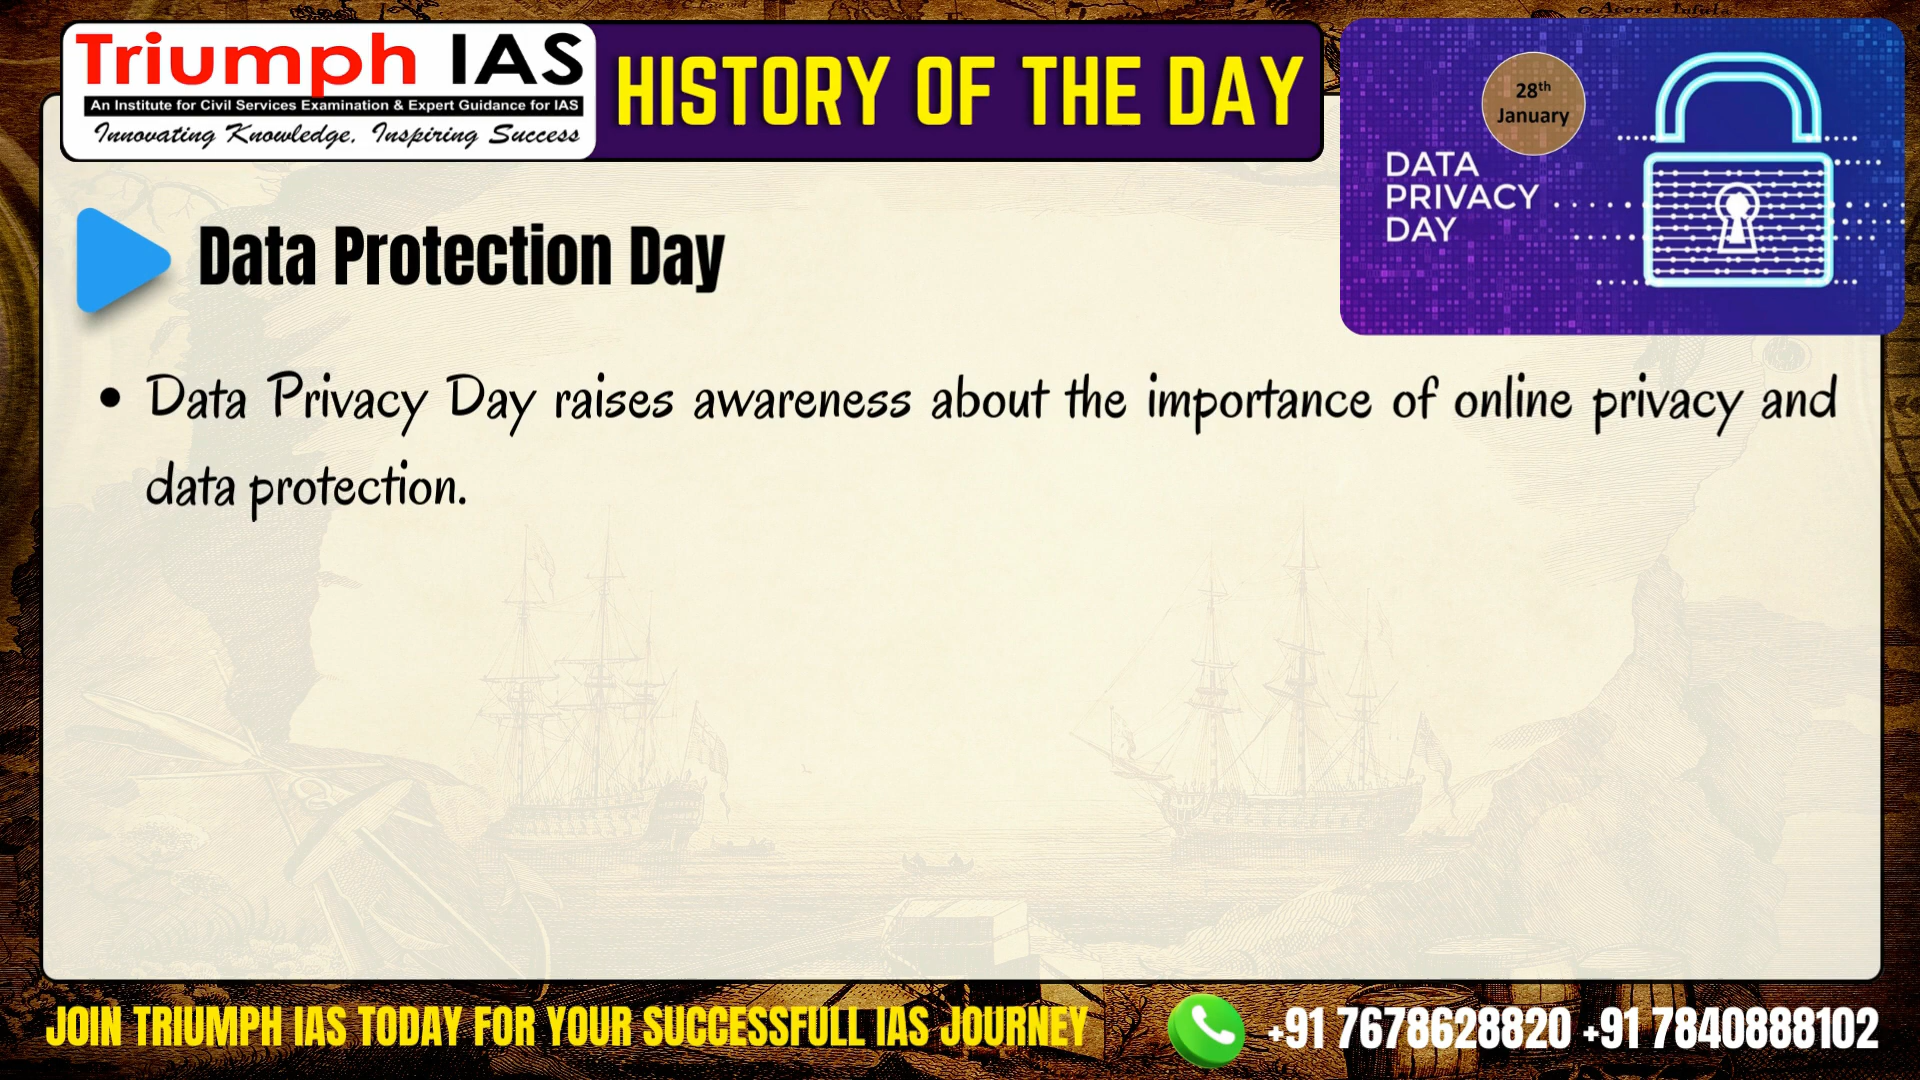 Triumph IAS
An Institute for Civil Services Examination & Expert Guidance for IAS
Innovating Knowledge, Inspiring Success
HISTORY OF THE DAY
28th
January
DATA
PRIVACY
DAY
Data Protection Day
• Data Privacy Day raises awareness about the importance of online privacy and
data protection.
JOIN TRIUMPH IAS TODAY FOR YOUR SUCCESSFULL IAS JOURNEY
+91 7678628820 +91 7840888102